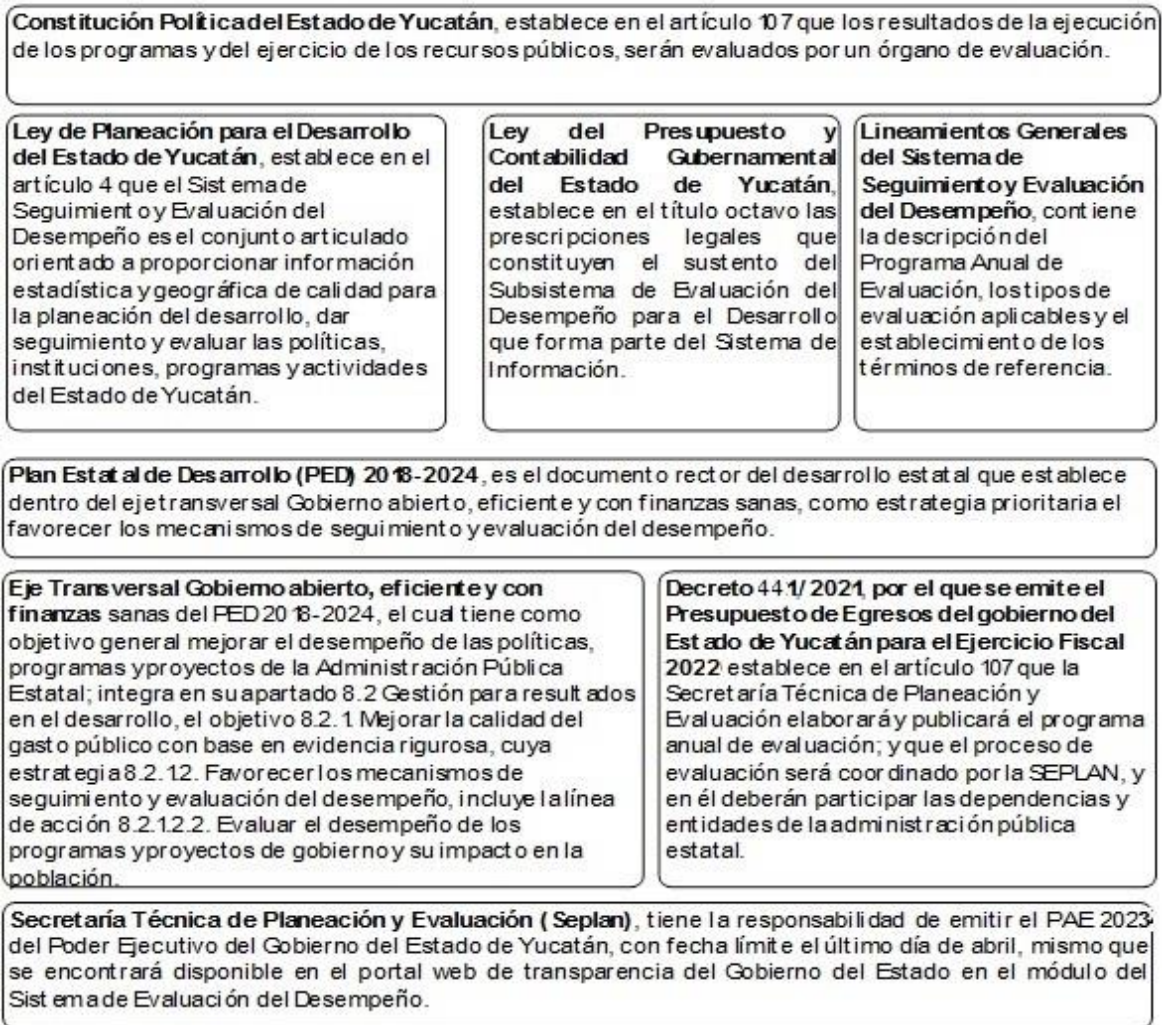 Constitución Política del Estado de Yucatán, establece en el artículo 107 que los resultados de la ejecución
de los programas y del ejercicio de los recursos públicos, serán evaluados por un órgano de evaluación.
Ley de Planeación para el Desarrollo
del Estado de Yucatán, establece en el
artículo 4 que el Sistema de
Seguimiento y Evaluación del
Desempeño es el conjunto articulado
orientado a proporcionar información
estadística y geográfica de calidad para
la planeación del desarrollo, dar
seguimiento y evaluar las políticas,
instituciones, programas y actividades
del Estado de Yucatán.
Ley del Presupuesto y
Contabilidad Gubernamental
del Estado de Yucatán,
establece en el título octavo las
prescripciones legales que
constituyen el sustento del
Subsistema de Evaluación del
Desempeño para el Desarrollo
que forma parte del Sistema de
Información.
Lineamientos Generales
del Sistema de
Seguimiento y Evaluación
del Desempeño, contiene
la descripción del
Programa Anual de
Evaluación, los tipos de
evaluación aplicables y el
establecimiento de los
términos de referencia.
Plan Estatal de Desarrollo (PED) 2018-2024, es el documento rector del desarrollo estatal que establece
dentro del eje transversal Gobierno abierto, eficiente y con finanzas sanas, como estrategia prioritaria el
favorecer los mecanismos de seguimiento y evaluación del desempeño.
Eje Transversal Gobierno abierto, eficiente y con
finanzas sanas del PED 2018-2024, el cual tiene como
objetivo general mejorar el desempeño de las políticas,
programas y proyectos de la Administración Pública
Estatal; integra en su apartado 8.2 Gestión para resultados
en el desarrollo, el objetivo 8.2.1. Mejorar la calidad del
gasto público con base en evidencia rigurosa, cuya
estrategia 8.2.1.2. Favorecer los mecanismos de
seguimiento y evaluación del desempeño, incluye la línea
de acción 8.2.1.2.2. Evaluar el desempeño de los
programas y proyectos de gobierno y su impacto en la
población.
Decreto 441/2021, por el que se emite el
Presupuesto de Egresos del gobierno del
Estado de Yucatán para el Ejercicio Fiscal
2022 establece en el artículo 107 que la
Secretaría Técnica de Planeación y
Evaluación elaborará y publicará el programa
anual de evaluación; y que el proceso de
evaluación será coordinado por la SEPLAN, y
en él deberán participar las dependencias y
entidades de la administración pública
estatal.
Secretaría Técnica de Planeación y Evaluación (Seplan), tiene la responsabilidad de emitir el PAE 2023
del Poder Ejecutivo del Gobierno del Estado de Yucatán, con fecha límite el último día de abril, mismo que
se encontrará disponible en el portal web de transparencia del Gobierno del Estado en el módulo del
Sistema de Evaluación del Desempeño.